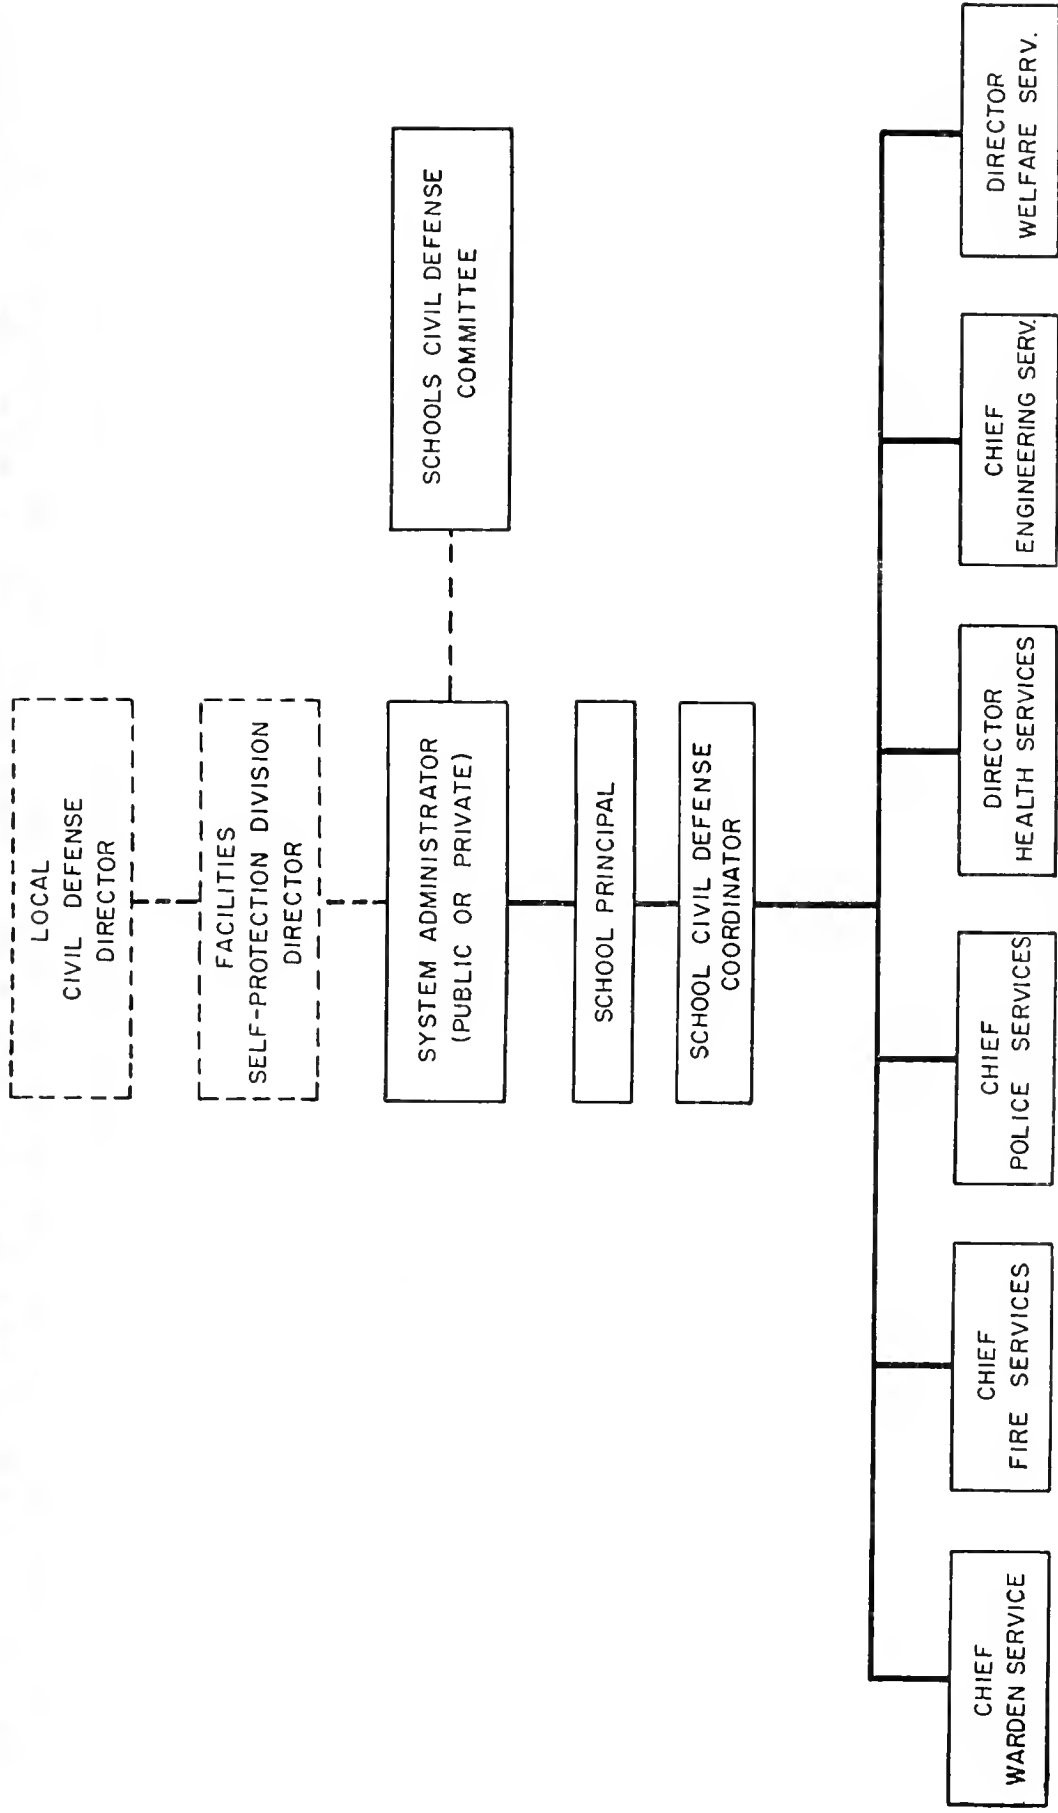 LOCAL
CIVIL DEFENSE
DIRECTOR
FACILITIES
SELF-PROTECTION DIVISION
DIRECTOR
SYSTEM ADMINISTRATOR
(PUBLIC OR PRIVATE)
SCHOOLS CIVIL DEFENSE
COMMITTEE
SCHOOL PRINCIPAL
SCHOOL CIVIL DEFENSE
COORDINATOR
CHIEF
WARDEN SERVICE
CHIEF
FIRE SERVICES
CHIEF
POLICE SERVICES
DIRECTOR
HEALTH SERVICES
CHIEF
ENGINEERING SERV.
DIRECTOR
WELFARE SERV.